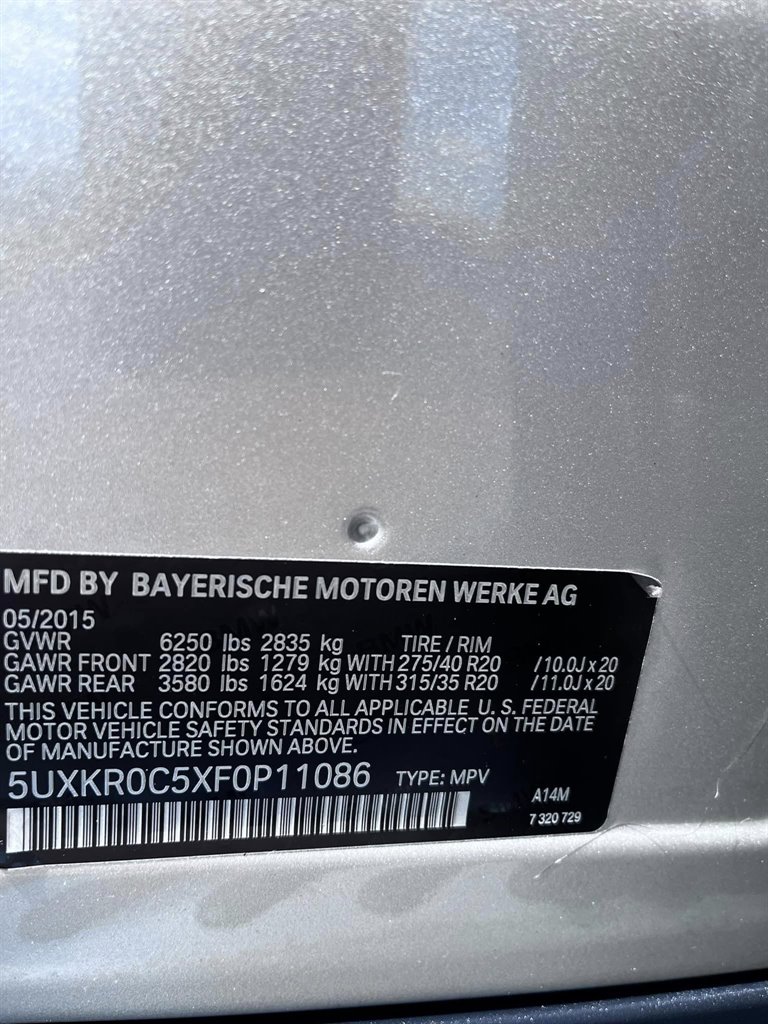 MFD BY BAYERISCHE MOTOREN WERKE AG
05/2015
GVWR 6250 lbs 2835 kg TIRE / RIM
GAWR FRONT 2820 lbs 1279 kg WITH 275/40 R20 /10.0J x 20
GAWR REAR 3580 lbs 1624 kg WITH 315/35 R20 /11.0J x 20
THIS VEHICLE CONFORMS TO ALL APPLICABLE U. S. FEDERAL
MOTOR VEHICLE SAFETY STANDARDS IN EFFECT ON THE DATE
OF MANUFACTURE SHOWN ABOVE.
5UXKR0C5XF0P11086 TYPE: MPV
A14M
7 320 729